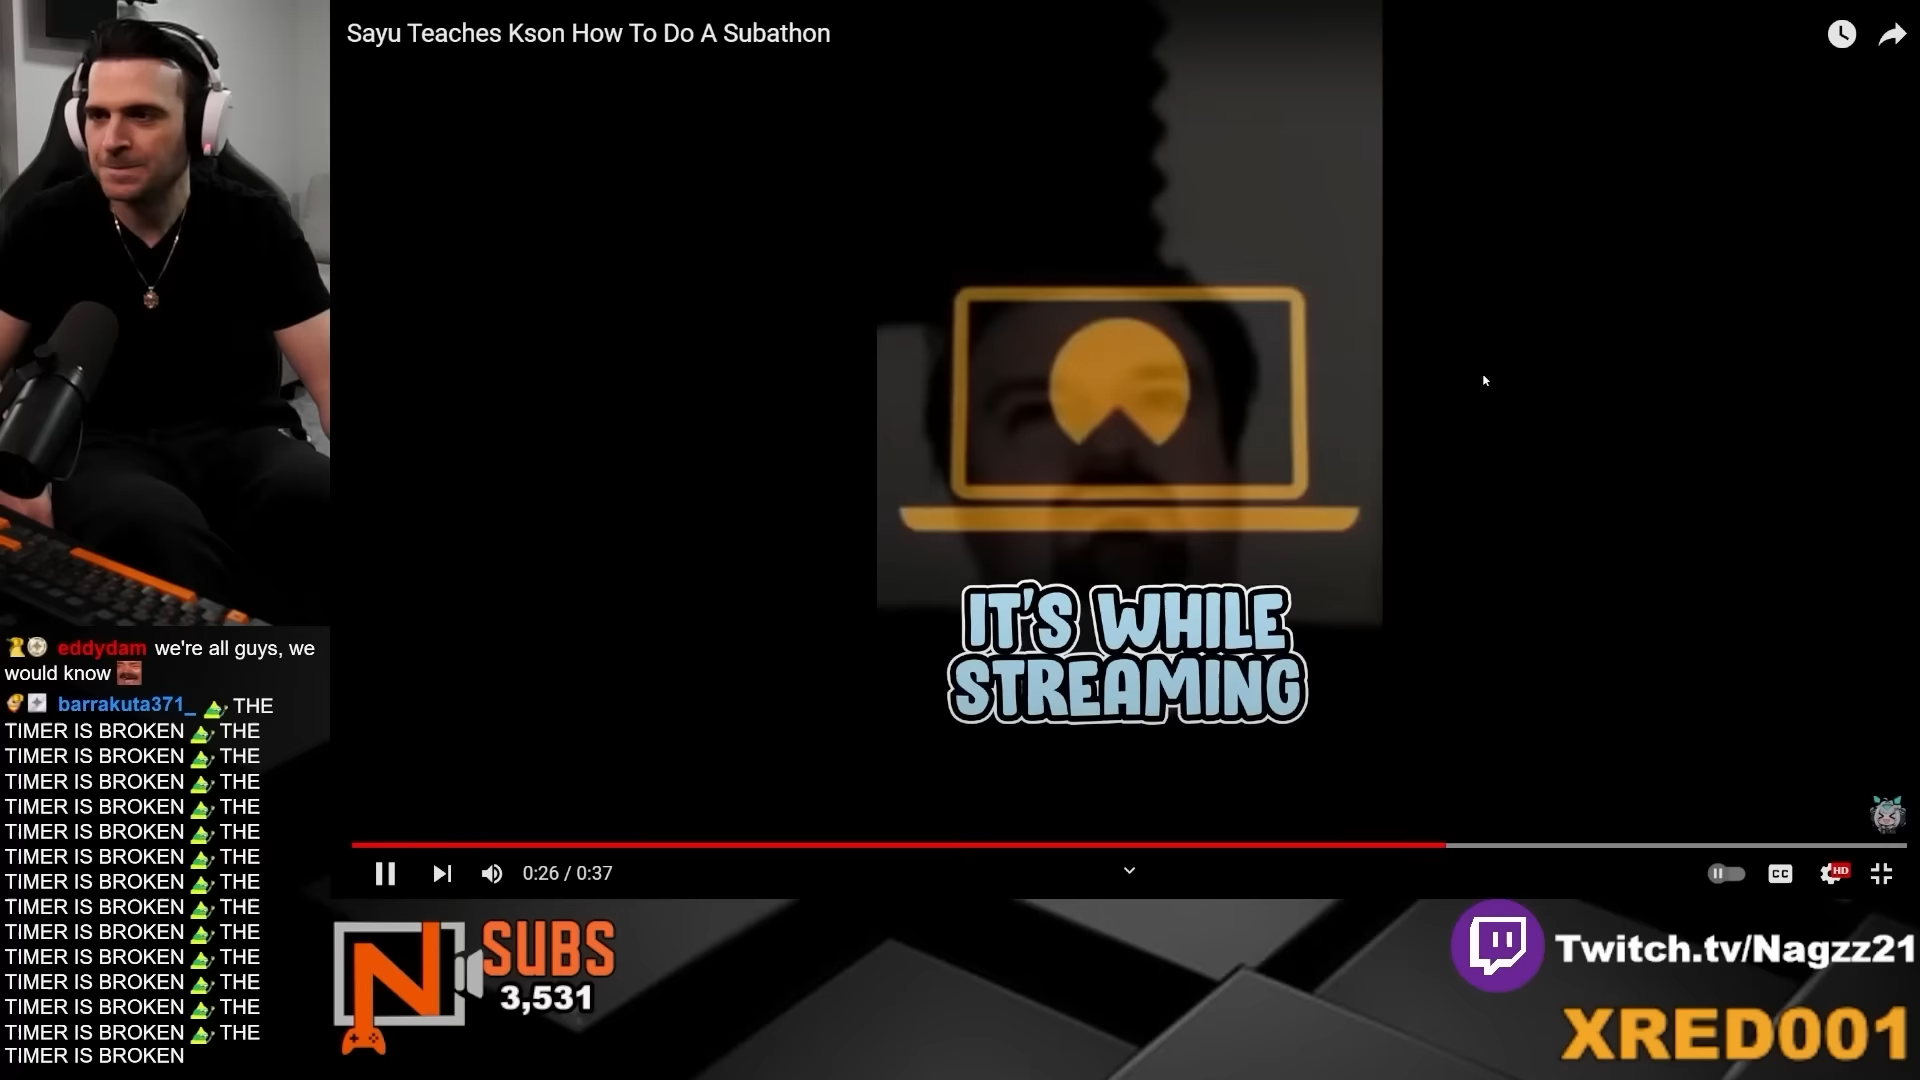 Sayu Teaches Kson How To Do A Subathon
IT'S WHILE
STREAMING
eddydam we're all guys, we
would know
barrakuta371_ THE
TIMER IS BROKEN THE
TIMER IS BROKEN THE
TIMER IS BROKEN THE
TIMER IS BROKEN THE
TIMER IS BROKEN THE
TIMER IS BROKEN THE
TIMER IS BROKEN THE
TIMER IS BROKEN THE
TIMER IS BROKEN THE
TIMER IS BROKEN THE
TIMER IS BROKEN THE
TIMER IS BROKEN THE
TIMER IS BROKEN THE
TIMER IS BROKEN
0:26 / 0:37
CC
HD
N
SUBS
3,531
Twitch.tv/Nagzz21
XRED001